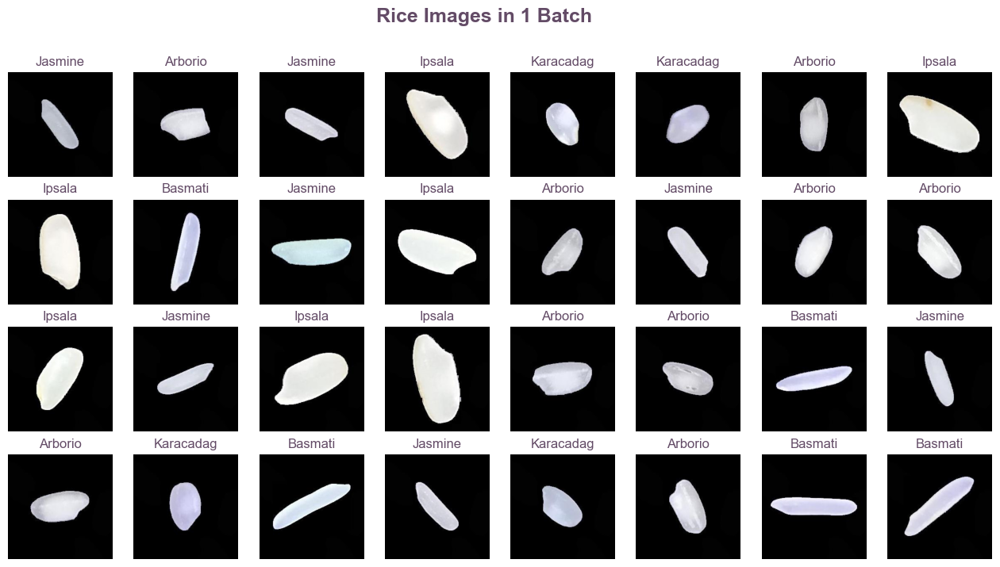 Rice Images in 1 Batch
Jasmine Arborio Jasmine Ipsala Karacadag Karacadag Arborio Ipsala
Ipsala Basmati Jasmine Ipsala Arborio Jasmine Arborio Arborio
Ipsala Jasmine Ipsala Ipsala Arborio Arborio Basmati Jasmine
Arborio Karacadag Basmati Jasmine Karacadag Arborio Basmati Basmati